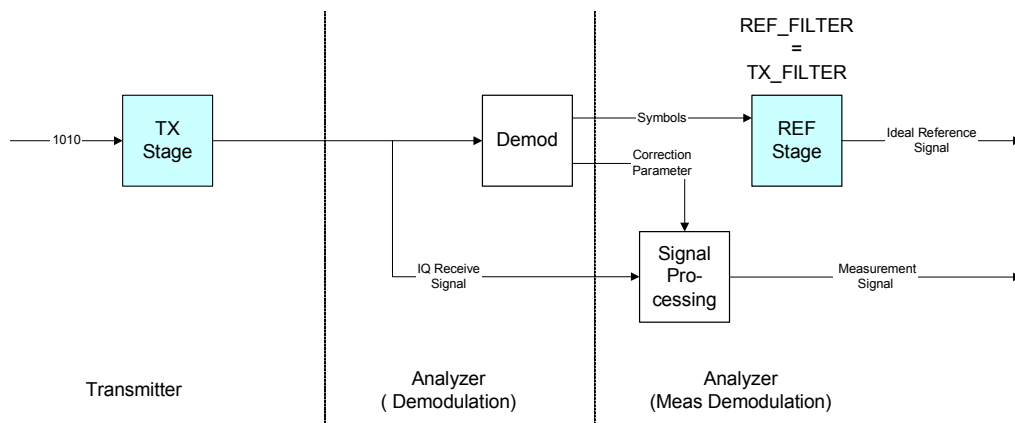 REF_FILTER
=
TX_FILTER
1010
TX
Stage
Demod
Symbols
REF
Stage
Ideal Reference
Signal
Correction
Parameter
IQ Receive
Signal
Signal
Pro-
cessing
Measurement
Signal
Transmitter
Analyzer
( Demodulation)
Analyzer
(Meas Demodulation)